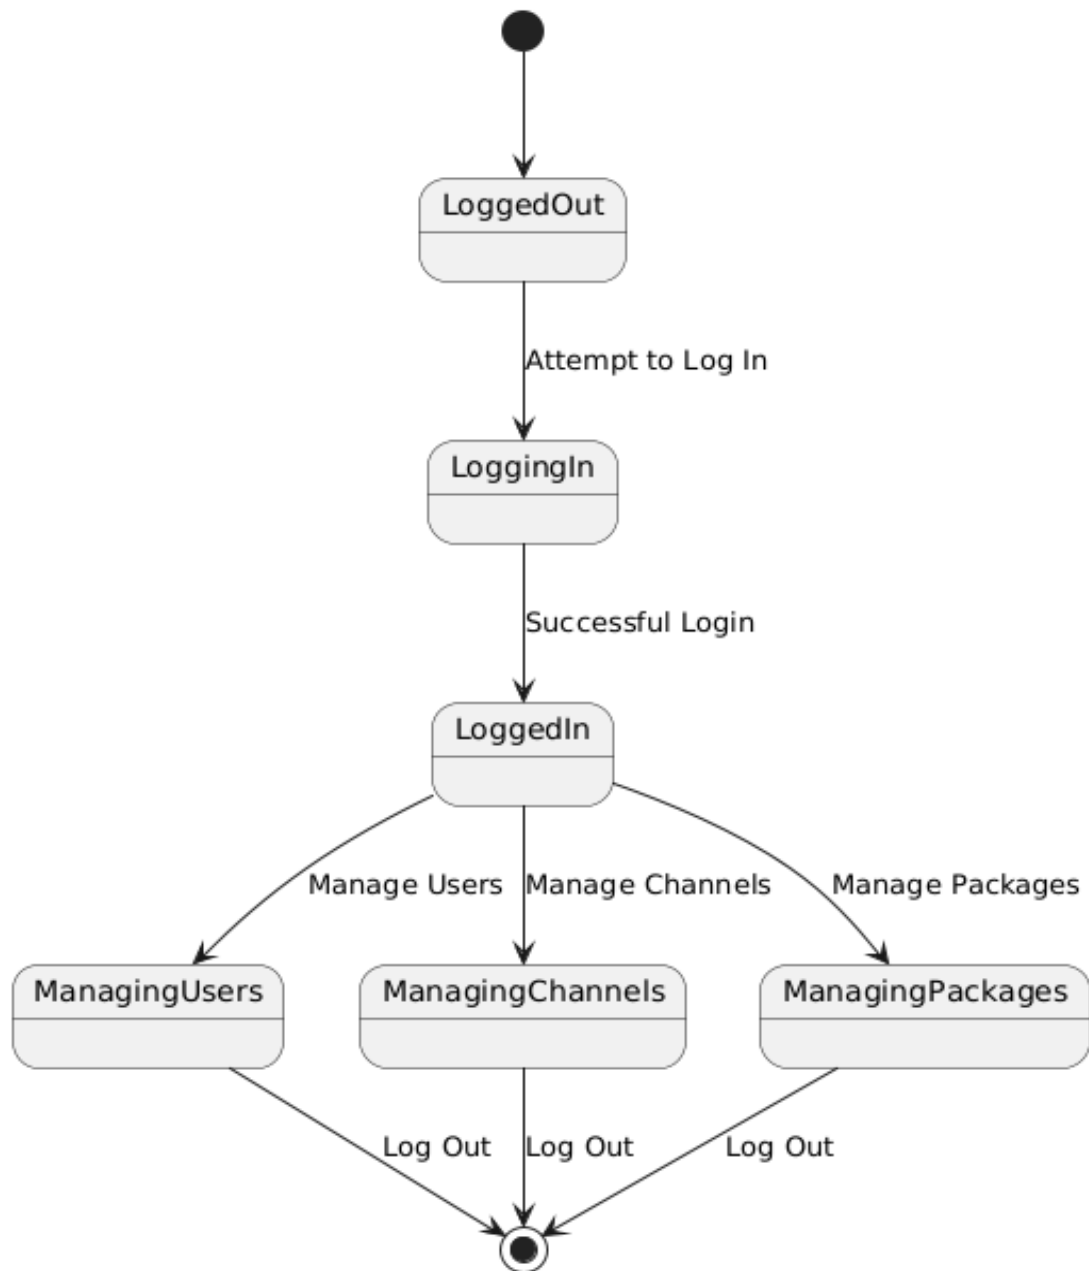 LoggedOut
Attempt to Log In
LoggingIn
Successful Login
LoggedIn
Manage Users
Manage Channels
Manage Packages
ManagingUsers
ManagingChannels
ManagingPackages
Log Out
Log Out
Log Out